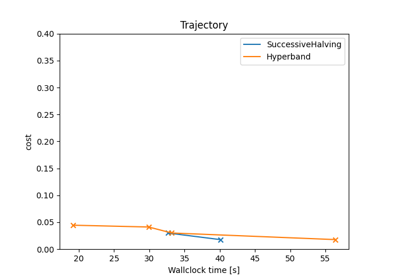 Trajectory
SuccessiveHalving
Hyperband
cost
0.40
0.35
0.30
0.25
0.20
0.15
0.10
0.05
0.00
20 25 30 35 40 45 50 55
Wallclock time [s]